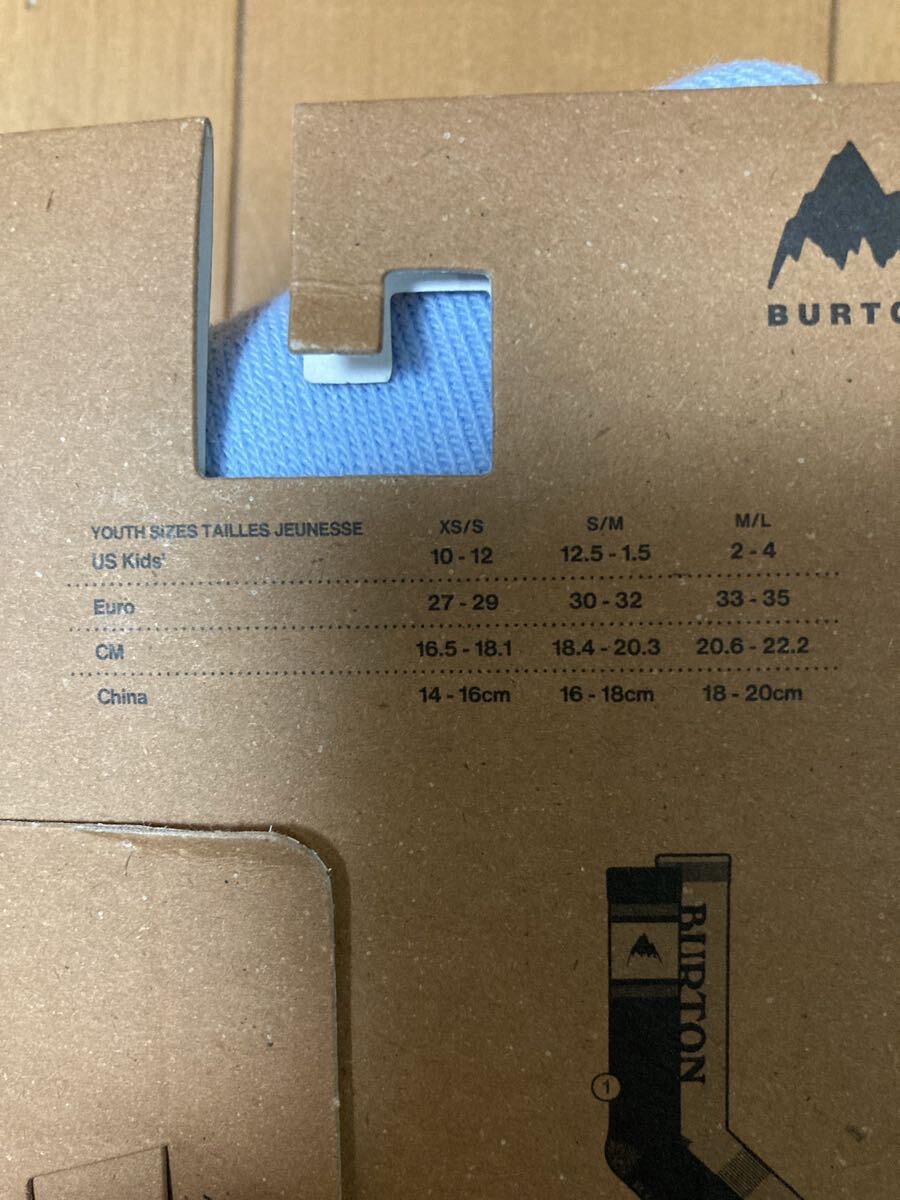 BURTO
YOUTH SIZES TAILLES JEUNESSE XS/S S/M M/L
US Kids' 10 - 12 12.5 - 1.5 2 - 4
Euro 27 - 29 30 - 32 33 - 35
CM 16.5 - 18.1 18.4 - 20.3 20.6 - 22.2
China 14 - 16cm 16 - 18cm 18 - 20cm
BURTON
1